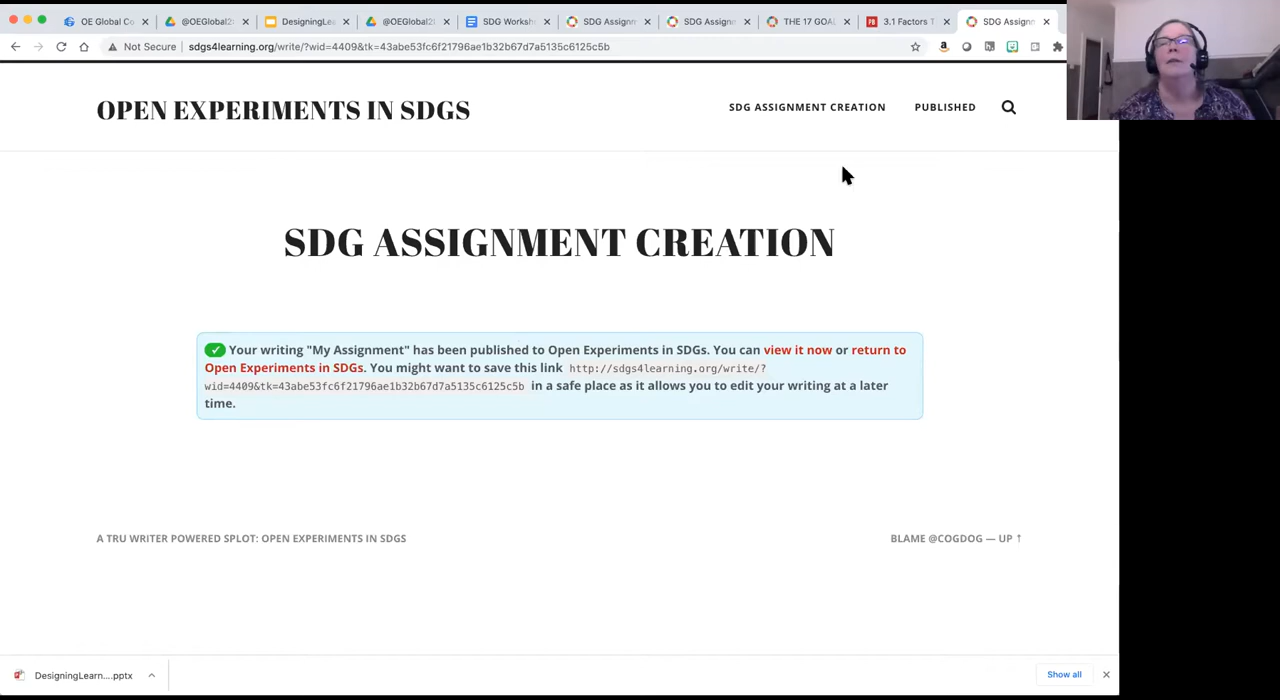 OE Global Co
@OEGlobal2
DesigningLea
@OEGlobal2
SDG Worksh
SDG Assignm
SDG Assignm
THE 17 GOAL
3.1 Factors T
SDG Assignm
Not Secure
sdgs4learning.org/write/?wid=4409&tk=43abe53fc6f21796ae1b32b67d7a5135c6125c5b
OPEN EXPERIMENTS IN SDGS
SDG ASSIGNMENT CREATION
PUBLISHED
SDG ASSIGNMENT CREATION
Your writing "My Assignment" has been published to Open Experiments in SDGs. You can view it now or return to
Open Experiments in SDGs. You might want to save this link http://sdgs4learning.org/write/?
wid=4409&tk=43abe53fc6f21796ae1b32b67d7a5135c6125c5b in a safe place as it allows you to edit your writing at a later
time.
A TRU WRITER POWERED SPLOT: OPEN EXPERIMENTS IN SDGS
BLAME @COGDOG — UP ↑
DesigningLearn....pptx
Show all